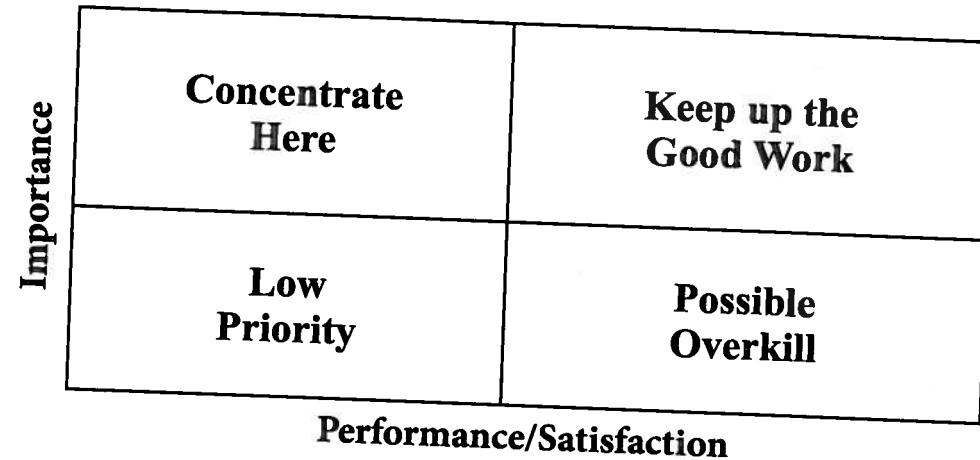 Importance
Concentrate
Here
Keep up the
Good Work
Low
Priority
Possible
Overkill
Performance/Satisfaction